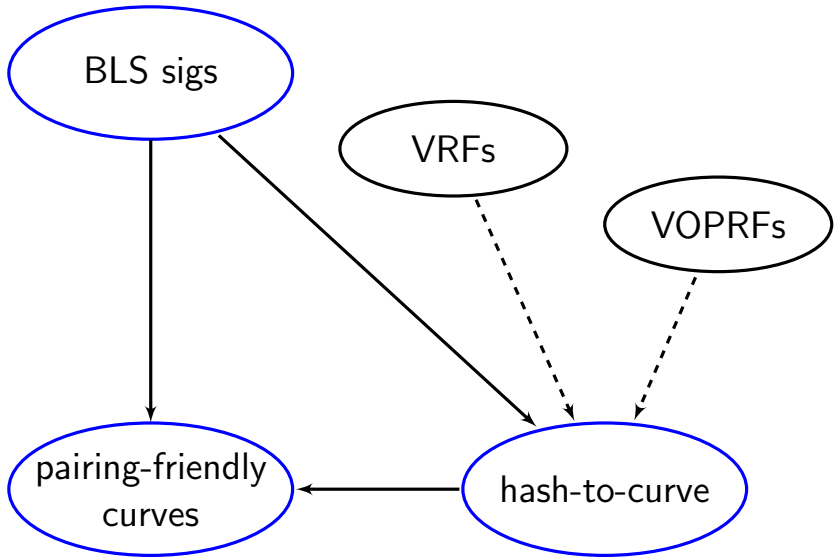 BLS sigs
VRFs
VOPRFs
pairing-friendly
curves
hash-to-curve